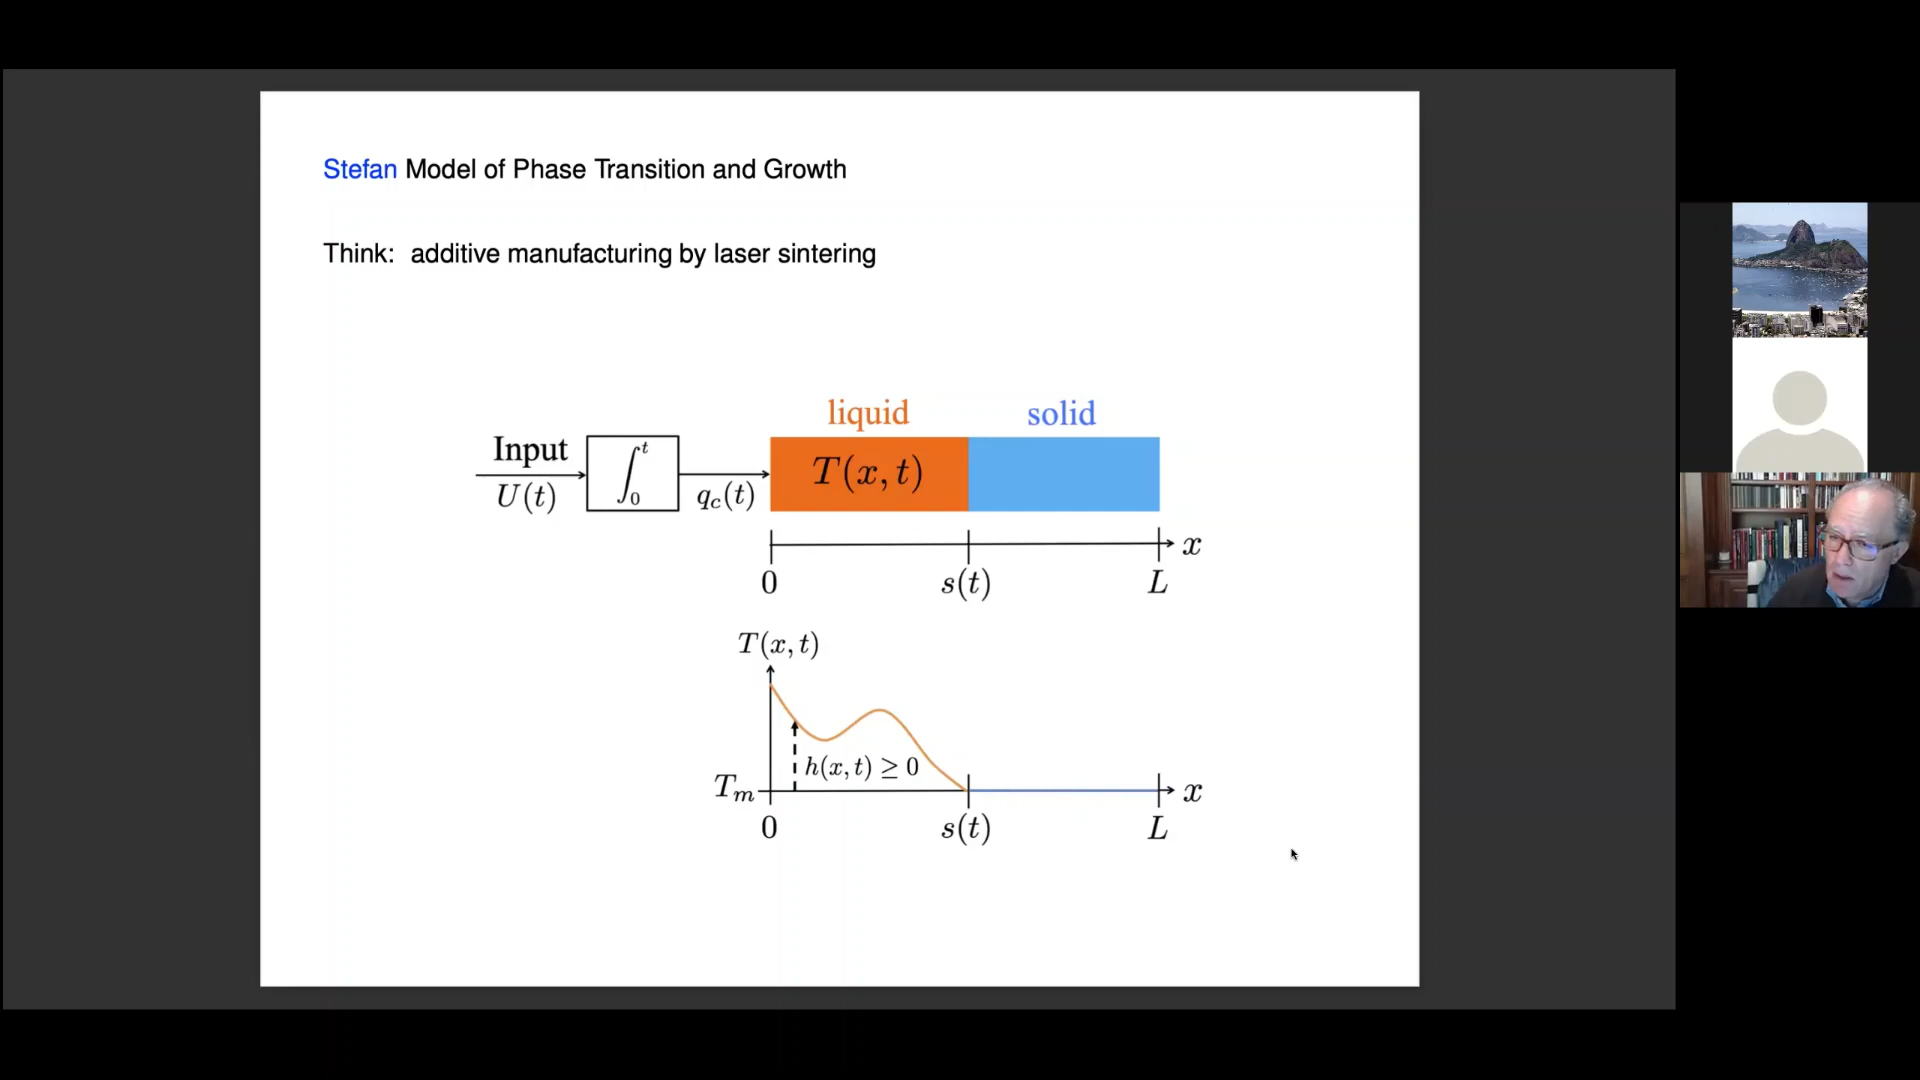 Stefan Model of Phase Transition and Growth
Think: additive manufacturing by laser sintering
liquid solid
Input
U(t)
∫₀ᵗ
q_c(t)
T(x, t)
x
0 s(t) L
T(x, t)
h(x, t) ≥ 0
T_m
x
0 s(t) L